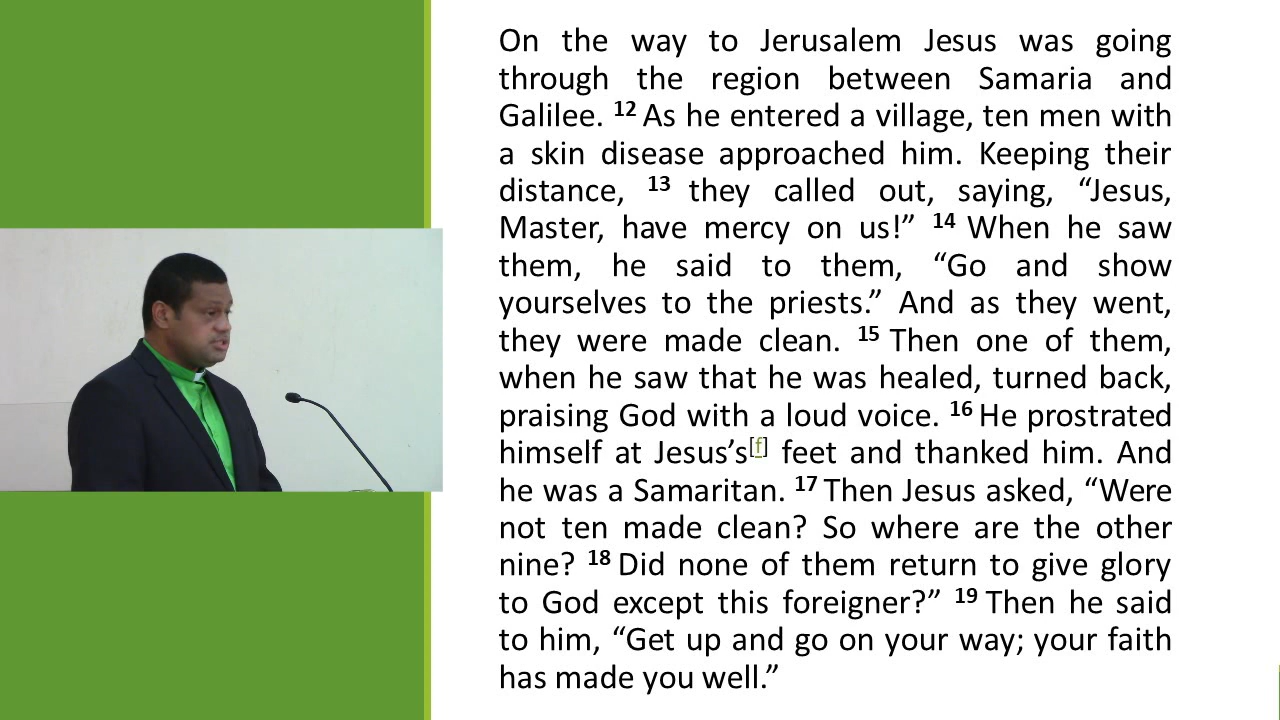 On the way to Jerusalem Jesus was going
through the region between Samaria and
Galilee. 12 As he entered a village, ten men with
a skin disease approached him. Keeping their
distance, 13 they called out, saying, “Jesus,
Master, have mercy on us!” 14 When he saw
them, he said to them, “Go and show
yourselves to the priests.” And as they went,
they were made clean. 15 Then one of them,
when he saw that he was healed, turned back,
praising God with a loud voice. 16 He prostrated
himself at Jesus’s[f] feet and thanked him. And
he was a Samaritan. 17 Then Jesus asked, “Were
not ten made clean? So where are the other
nine? 18 Did none of them return to give glory
to God except this foreigner?” 19 Then he said
to him, “Get up and go on your way; your faith
has made you well.”